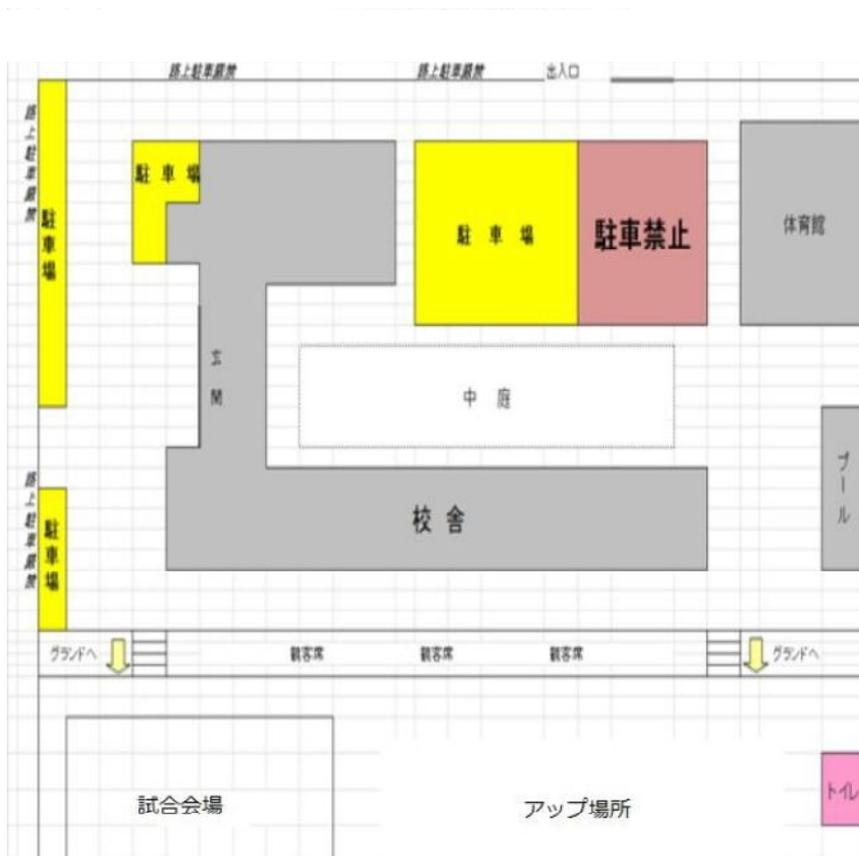 路上駐車厳禁
路上駐車厳禁
出入口
路上駐車厳禁
駐車場
駐車場
駐車場
駐車禁止
体育館
玄関
中庭
プール
路上駐車厳禁
駐車場
校舎
グランドへ
観客席
観客席
観客席
グランドへ
試合会場
アップ場所
トイレ